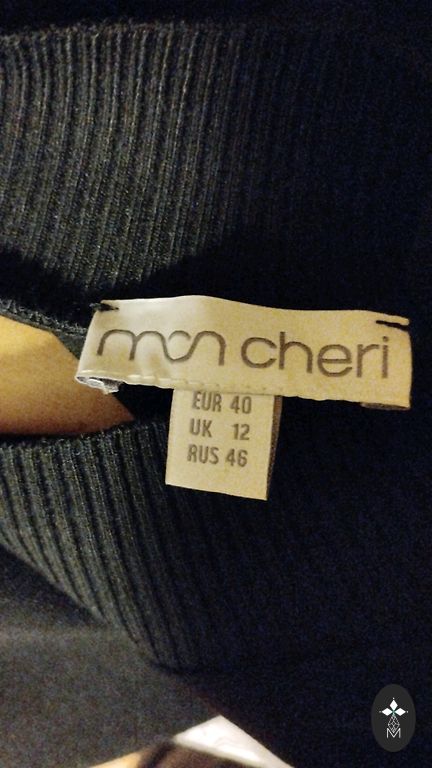 mon cheri
EUR 40
UK 12
RUS 46
M